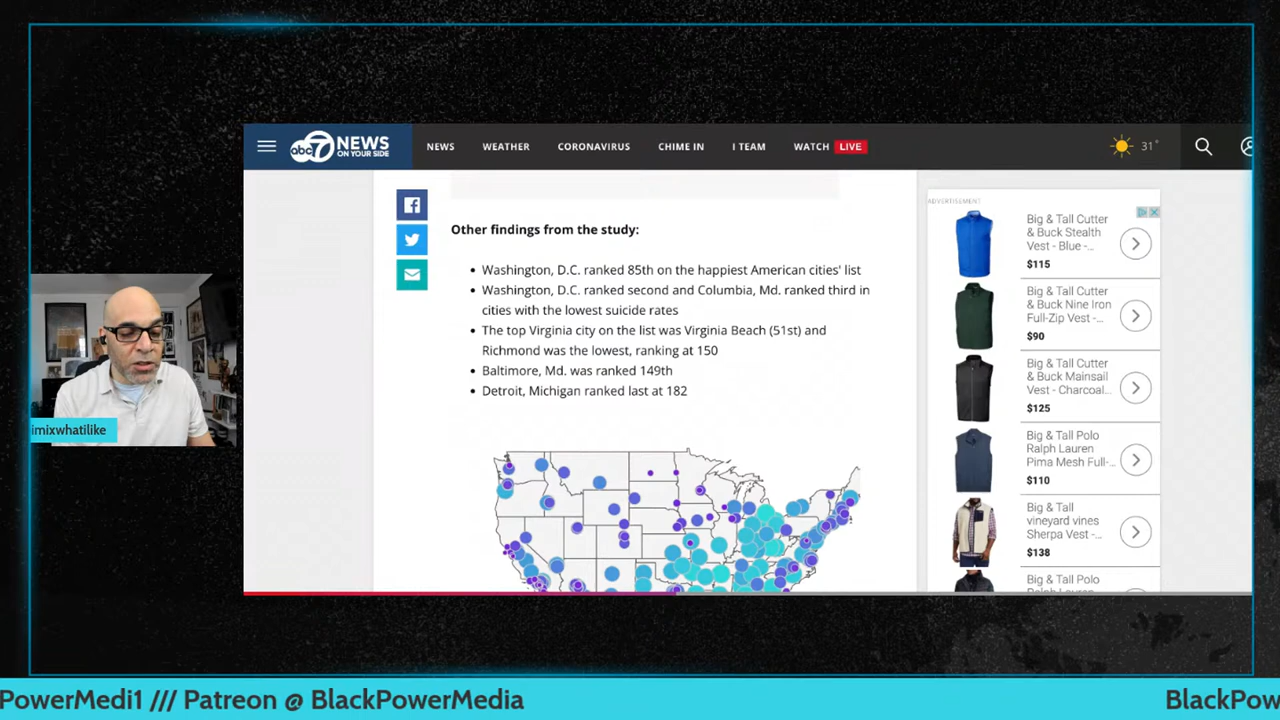 abc 7 NEWS
ON YOUR SIDE
NEWS WEATHER CORONAVIRUS CHIME IN I TEAM WATCH LIVE 31°
ADVERTISEMENT
Other findings from the study:
• Washington, D.C. ranked 85th on the happiest American cities' list
• Washington, D.C. ranked second and Columbia, Md. ranked third in
cities with the lowest suicide rates
• The top Virginia city on the list was Virginia Beach (51st) and
Richmond was the lowest, ranking at 150
• Baltimore, Md. was ranked 149th
• Detroit, Michigan ranked last at 182
Big & Tall Cutter
& Buck Stealth
Vest - Blue -...
$115
Big & Tall Cutter
& Buck Nine Iron
Full-Zip Vest -...
$90
Big & Tall Cutter
& Buck Mainsail
Vest - Charcoal...
$125
Big & Tall Polo
Ralph Lauren
Pima Mesh Full-...
$110
Big & Tall
vineyard vines
Sherpa Vest -...
$138
Big & Tall Polo
imixwhatilike
PowerMedi1 /// Patreon @ BlackPowerMedia
BlackPow